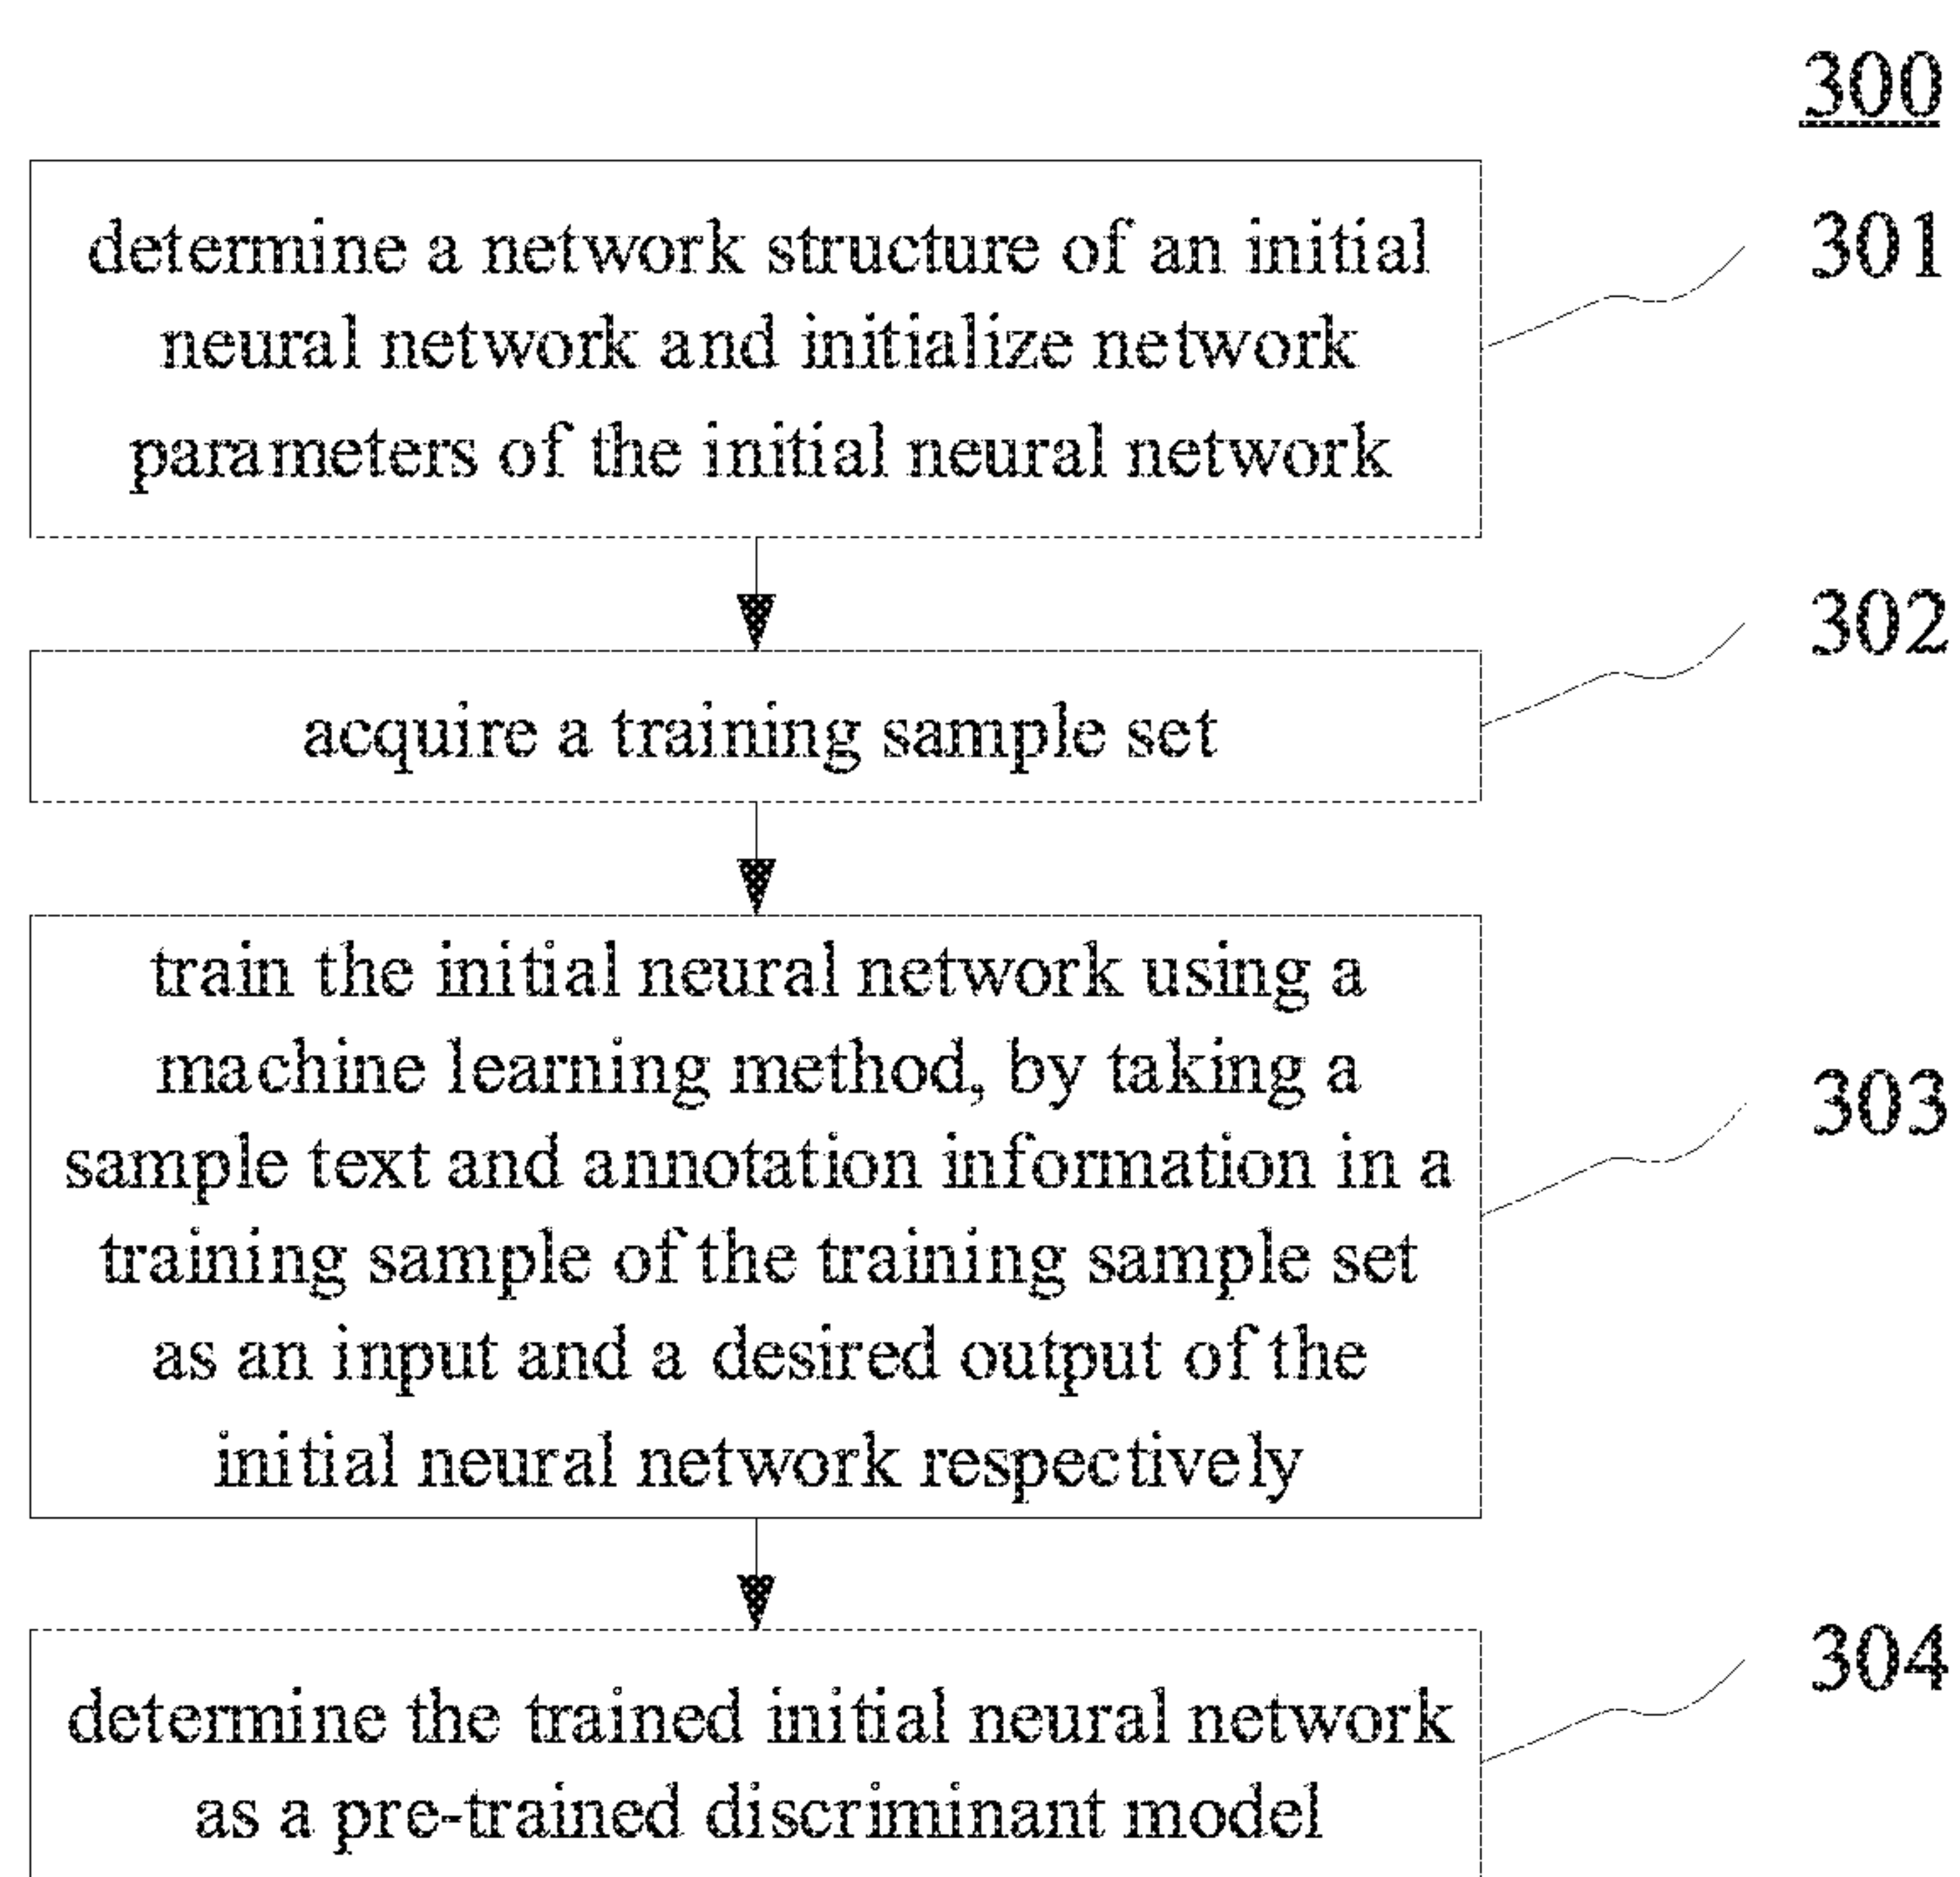 300
determine a network structure of an initial
neural network and initialize network
parameters of the initial neural network
301
acquire a training sample set
302
train the initial neural network using a
machine learning method, by taking a
sample text and annotation information in a
training sample of the training sample set
as an input and a desired output of the
initial neural network respectively
303
determine the trained initial neural network
as a pre-trained discriminant model
304